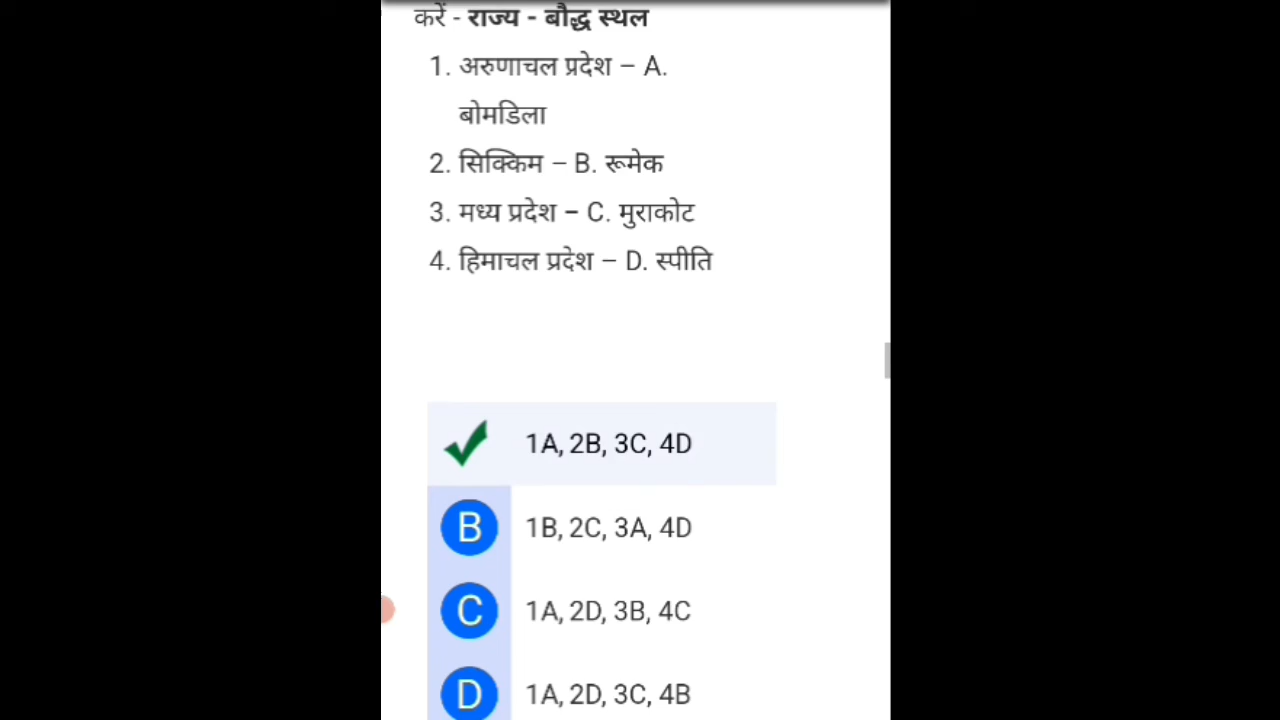 करें - राज्य - बौद्ध स्थल
1. अरुणाचल प्रदेश – A.
बोमडिला
2. सिक्किम – B. रूमेक
3. मध्य प्रदेश – C. मुराकोट
4. हिमाचल प्रदेश – D. स्पीति
1A, 2B, 3C, 4D
B 1B, 2C, 3A, 4D
C 1A, 2D, 3B, 4C
D 1A, 2D, 3C, 4B